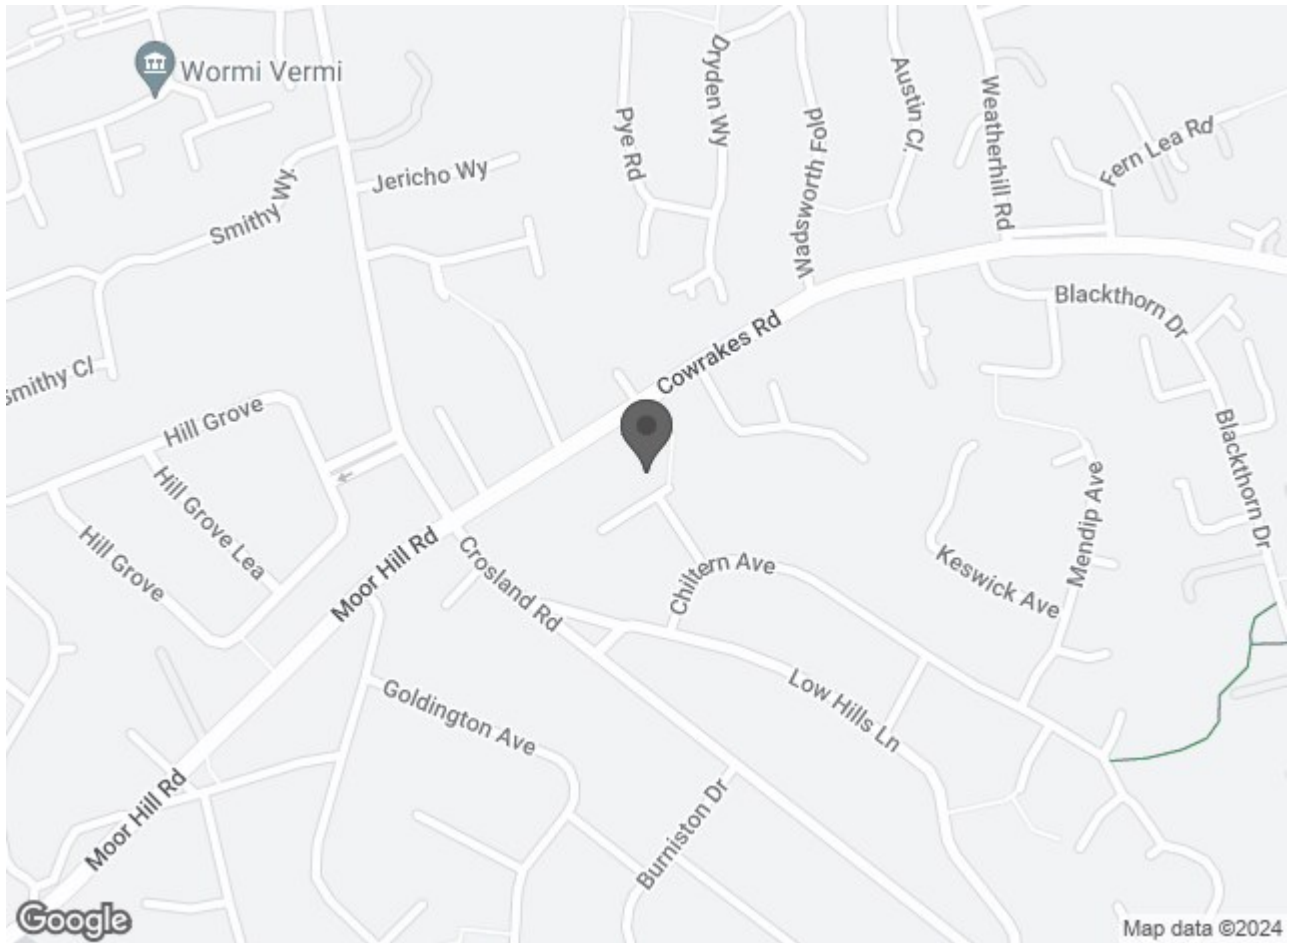 Wormi Vermi
Dryden Wy
Austin Cl
Weatherhill Rd
Pye Rd
Wapsworth Fold
Fern Lea Rd
Jericho Wy
Smithy Wy
Blackthorn Dr
Cowrakes Rd
Smithy Cl
Hill Grove
Blackthorn Dr
Hill Grove Lea
Mendip Ave
Hill Grove
Moor Hill Rd
Crosland Rd
Chiltern Ave
Keswick Ave
Goldington Ave
Low Hills Ln
Moor Hill Rd
Burniston Dr
Google
Map data ©2024